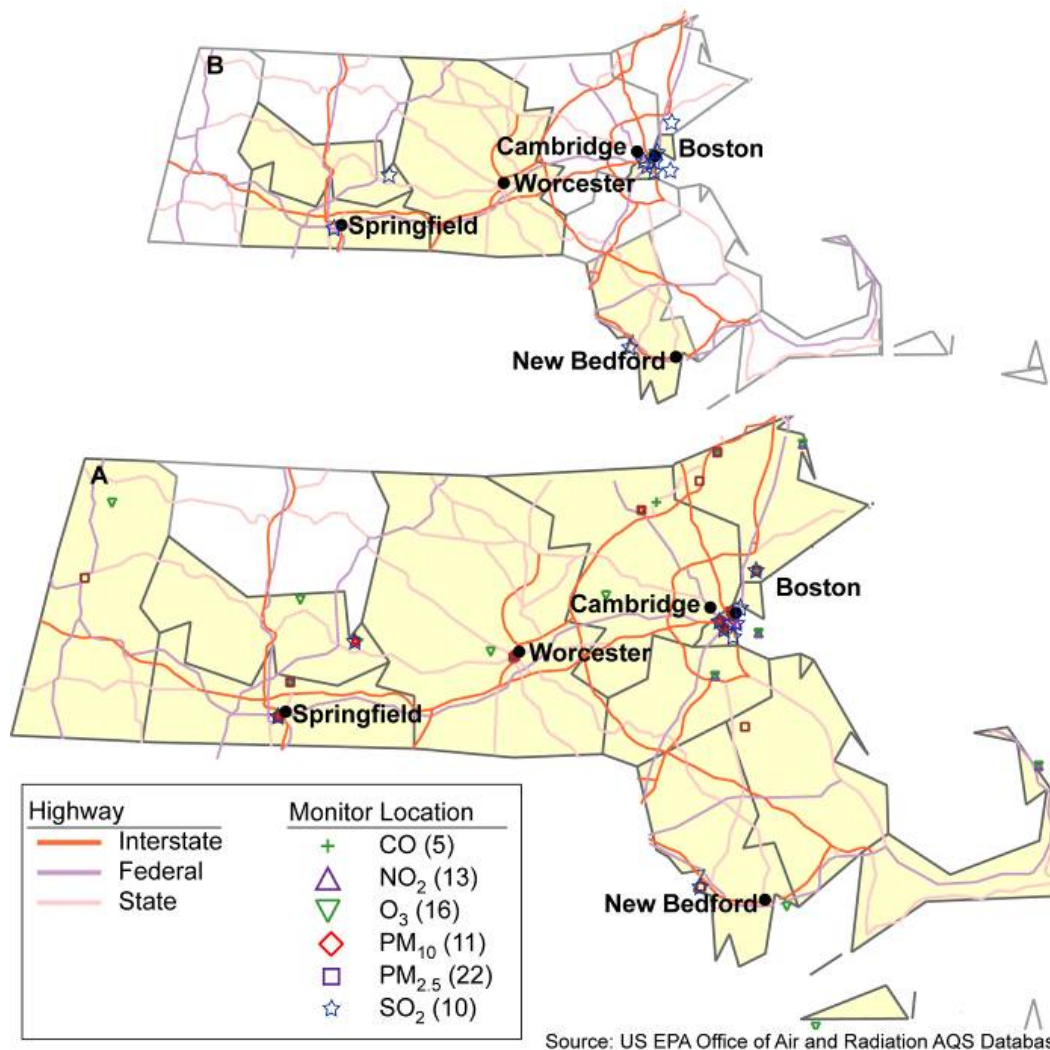 B
Cambridge
Boston
Worcester
Springfield
New Bedford
A
Boston
Cambridge
Worcester
Springfield
New Bedford
Highway
Interstate
Federal
State
Monitor Location
CO (5)
NO₂ (13)
O₃ (16)
PM₁₀ (11)
PM₂.₅ (22)
SO₂ (10)
Source: US EPA Office of Air and Radiation AQS Databas